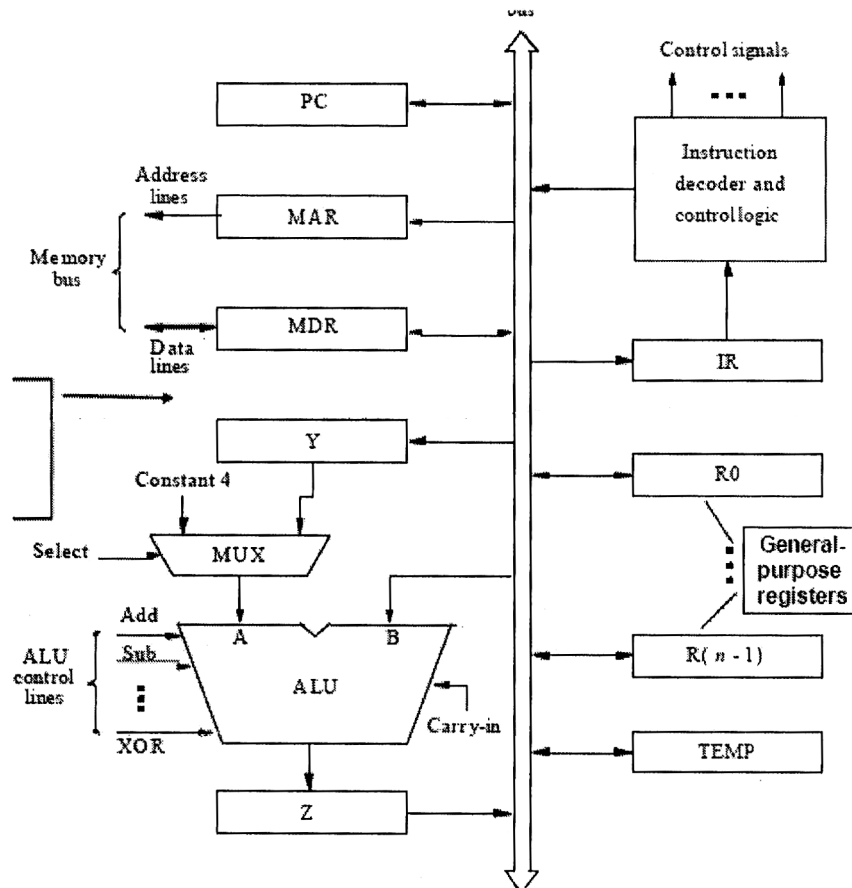 bus
Control signals
PC
Instruction
decoder and
control logic
Address
lines
MAR
Memory
bus
MDR
Data
lines
IR
Y
R0
Constant 4
Select
MUX
General-
purpose
registers
Add
A
B
R( n - 1)
ALU
control
lines
Sub
ALU
Carry-in
XOR
TEMP
Z